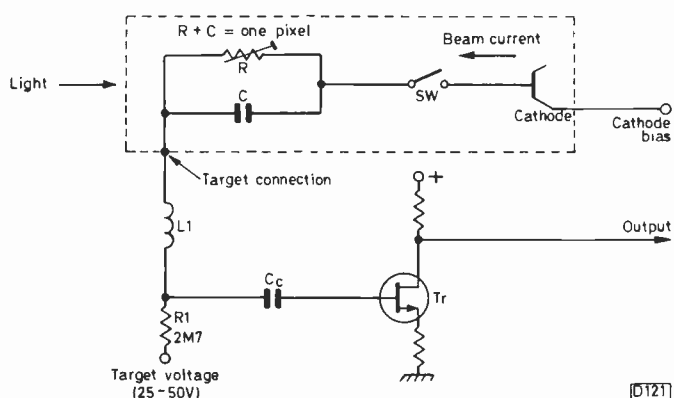 R + C = one pixel
R
Beam current
Light
C
SW
Cathode
Cathode
bias
Target connection
L1
+
Output
Cc
Tr
R1
2M7
Target voltage
(25-50V)
D121